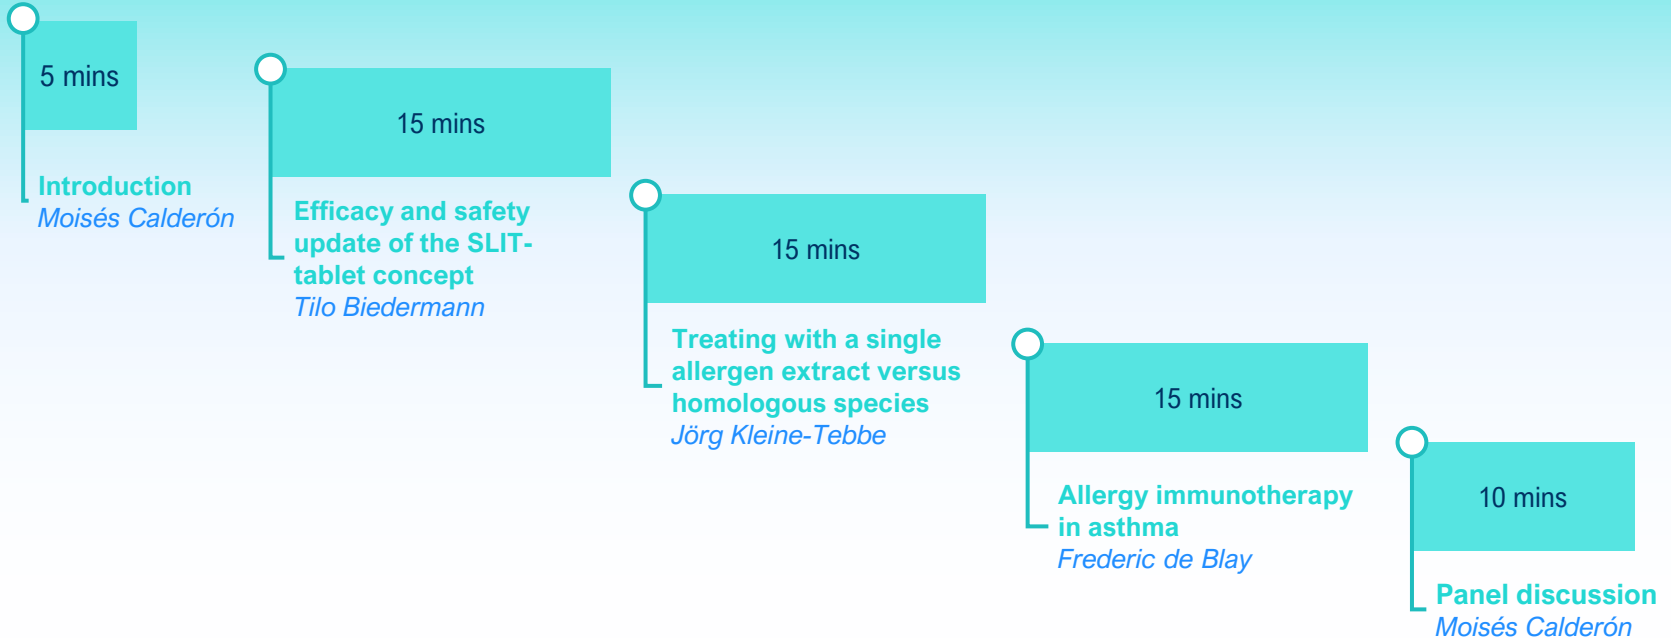 5 mins
Introduction
Moisés Calderón
15 mins
Efficacy and safety
update of the SLIT-
tablet concept
Tilo Biedermann
15 mins
Treating with a single
allergen extract versus
homologous species
Jörg Kleine-Tebbe
15 mins
Allergy immunotherapy
in asthma
Frederic de Blay
10 mins
Panel discussion
Moisés Calderón